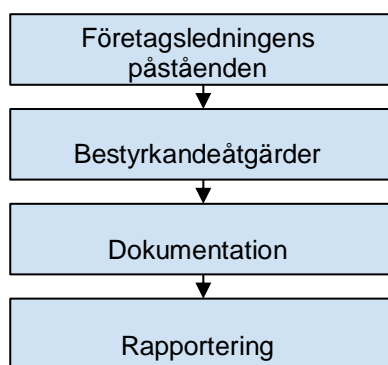 Företagsledningens
påståenden
Bestyrkandeåtgärder
Dokumentation
Rapportering